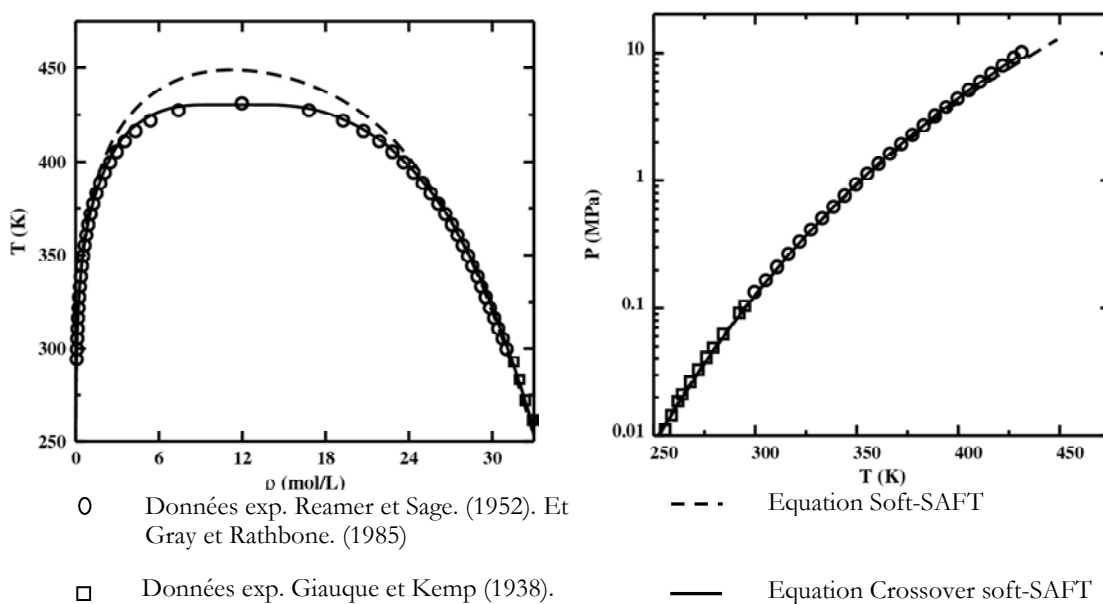 450
400
350
300
250
T (K)
0
6
12
18
24
30
ρ (mol/L)
10
1
0.1
0.01
P (MPa)
250
300
350
400
450
T (K)
Données exp. Reamer et Sage. (1952). Et
Gray et Rathbone. (1985)
Données exp. Giauque et Kemp (1938).
Equation Soft-SAFT
Equation Crossover soft-SAFT